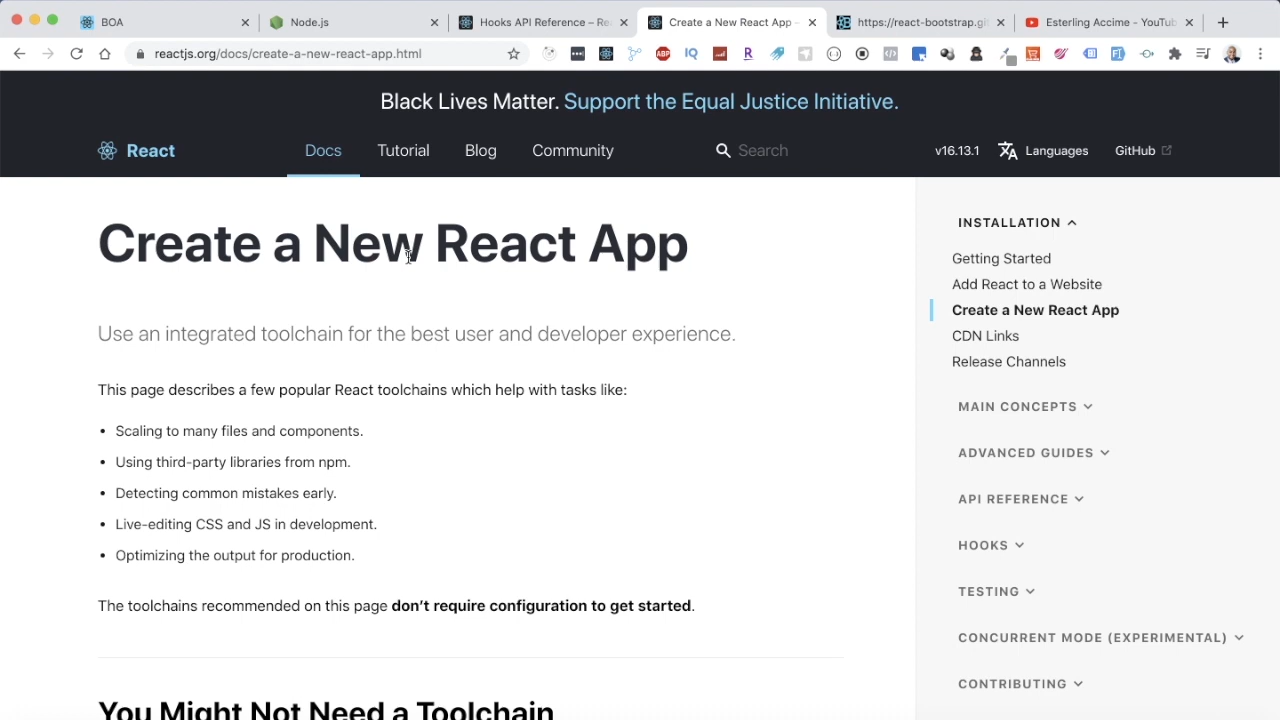 BOA
Node.js
Hooks API Reference – Re
Create a New React App –
https://react-bootstrap.git
Esterling Accime - YouTub
reactjs.org/docs/create-a-new-react-app.html
ABP
IQ
R
Black Lives Matter. Support the Equal Justice Initiative.
React
Docs
Tutorial
Blog
Community
Search
v16.13.1
Languages
GitHub
Create a New React App
Use an integrated toolchain for the best user and developer experience.
This page describes a few popular React toolchains which help with tasks like:
• Scaling to many files and components.
• Using third-party libraries from npm.
• Detecting common mistakes early.
• Live-editing CSS and JS in development.
• Optimizing the output for production.
The toolchains recommended on this page don’t require configuration to get started.
You Might Not Need a Toolchain
INSTALLATION
Getting Started
Add React to a Website
Create a New React App
CDN Links
Release Channels
MAIN CONCEPTS
ADVANCED GUIDES
API REFERENCE
HOOKS
TESTING
CONCURRENT MODE (EXPERIMENTAL)
CONTRIBUTING